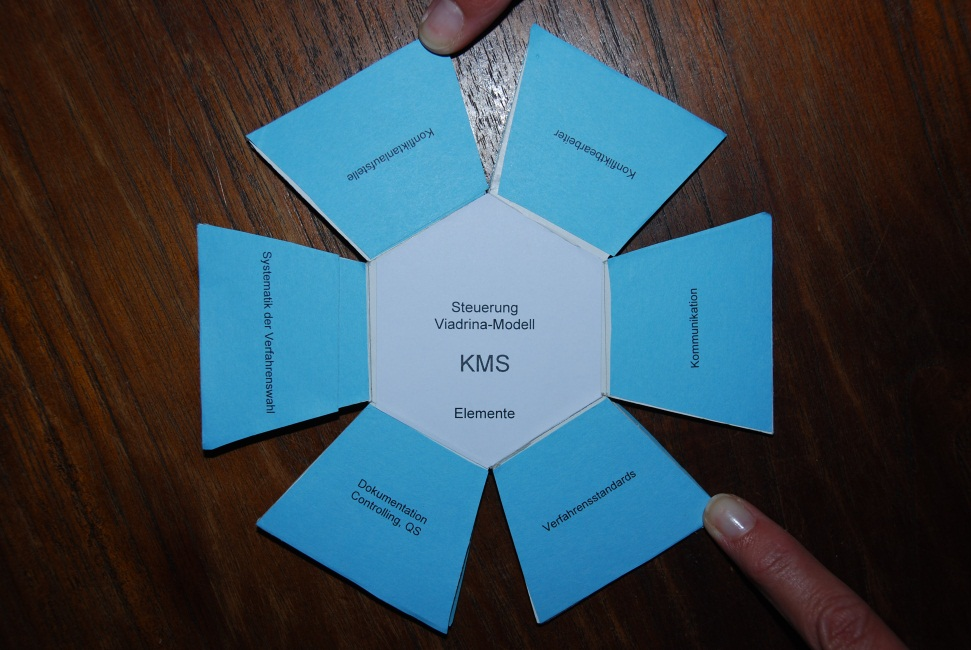 Konfliktanlaufstelle
Konfliktbearbeiter
Systematik der Verfahrenswahl
Steuerung
Viadrina-Modell
KMS
Elemente
Kommunikation
Dokumentation
Controlling, QS
Verfahrensstandards